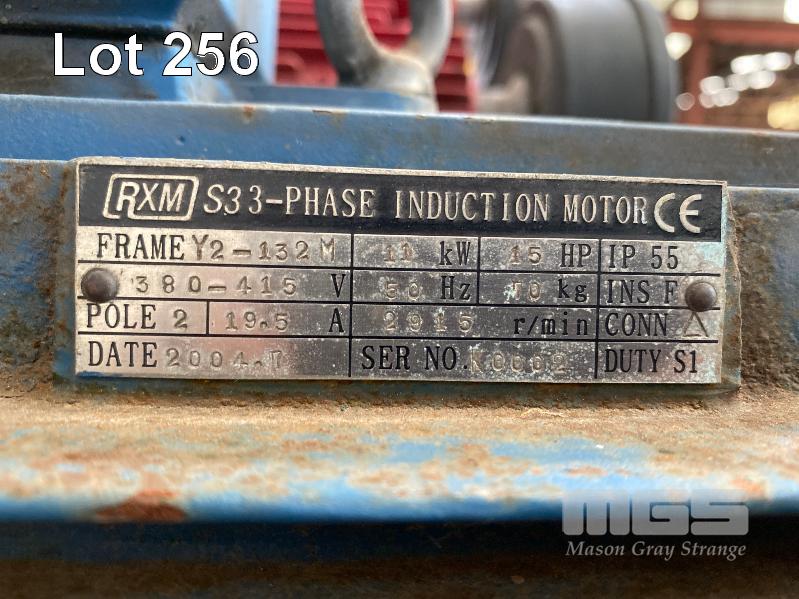 Lot 256
RXM S3 3-PHASE INDUCTION MOTOR CE
FRAME Y2-132M 11 kW 15 HP IP 55
380-415 V 50 Hz kg INS F
POLE 2 19.5 A 2915 r/min CONN △
DATE 2004.7 SER NO. K0002 DUTY S1
MGS
Mason Gray Strange